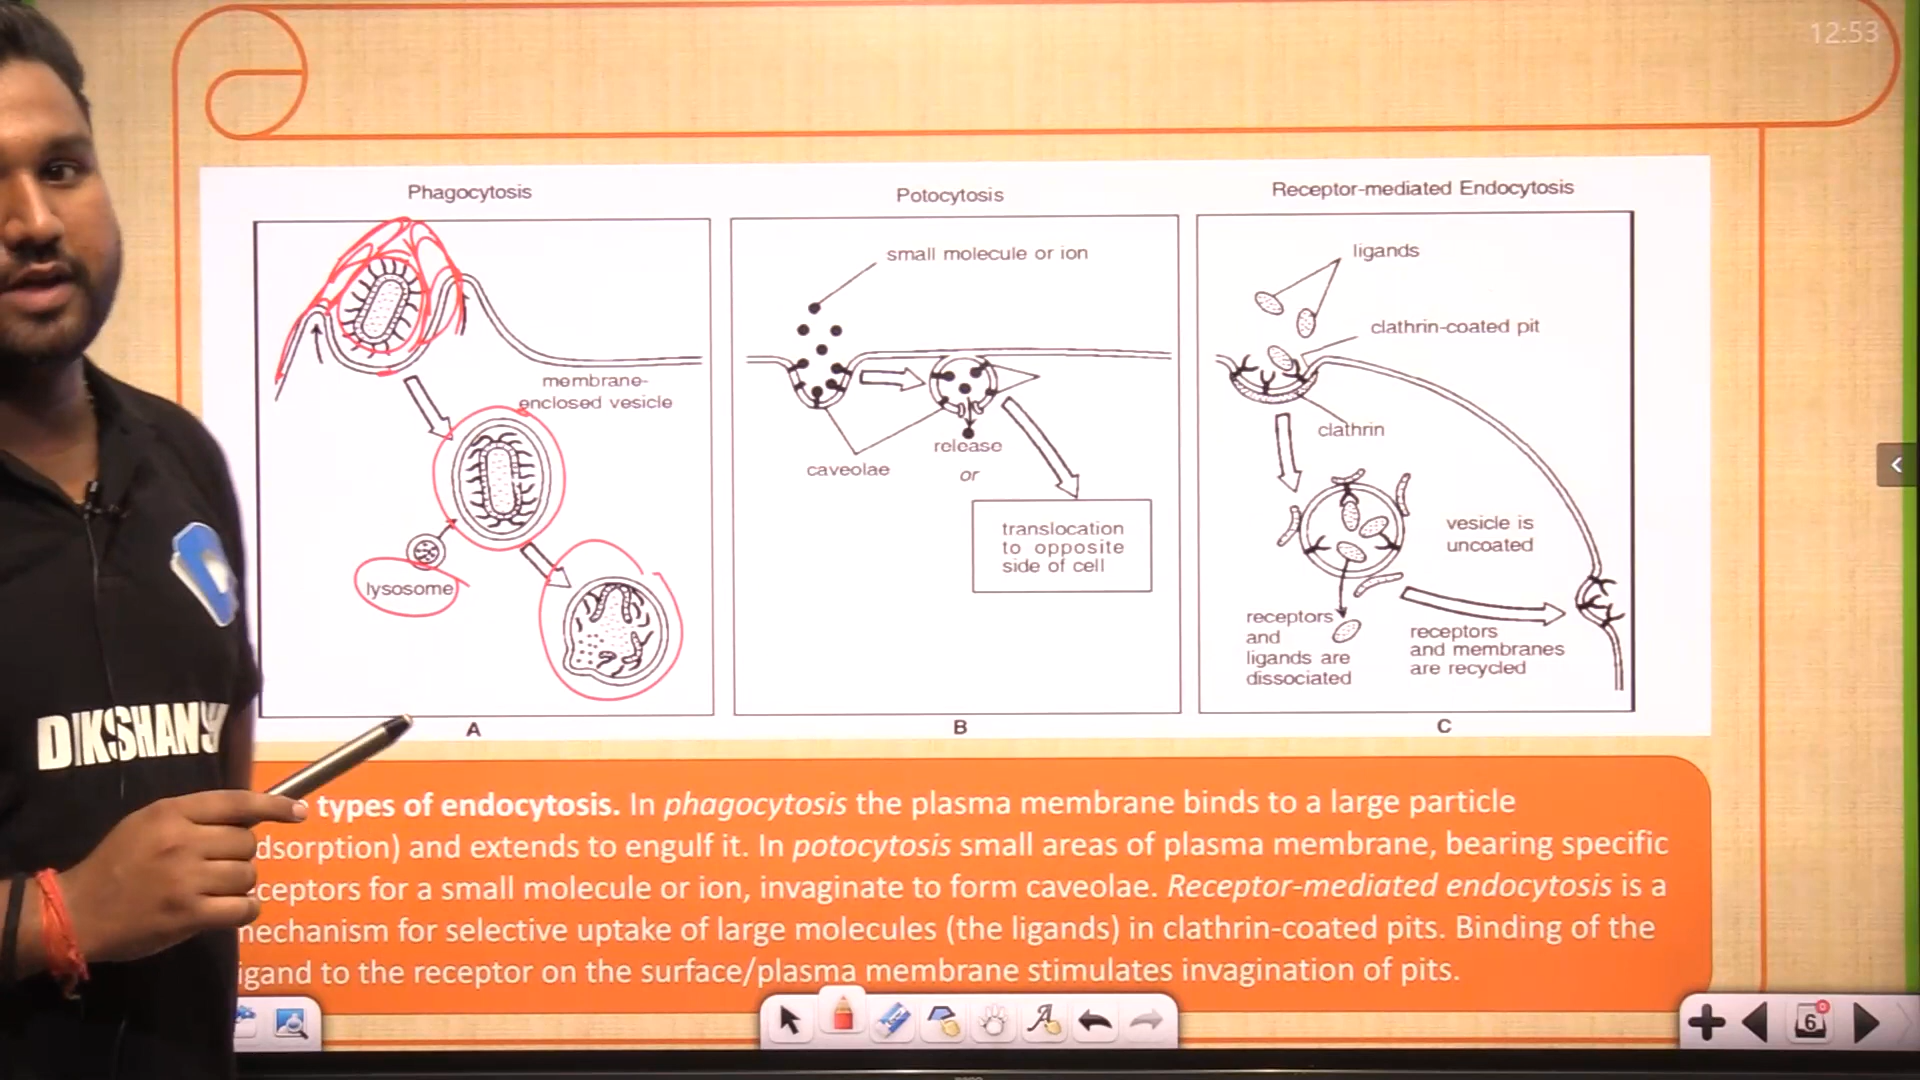 12:53
Phagocytosis
membrane-
enclosed vesicle
lysosome
A
Potocytosis
small molecule or ion
caveolae
release
or
translocation
to opposite
side of cell
B
Receptor-mediated Endocytosis
ligands
clathrin-coated pit
clathrin
vesicle is
uncoated
receptors
and
ligands are
dissociated
receptors
and membranes
are recycled
C
types of endocytosis. In phagocytosis the plasma membrane binds to a large particle
dsorption) and extends to engulf it. In potocytosis small areas of plasma membrane, bearing specific
eceptors for a small molecule or ion, invaginate to form caveolae. Receptor-mediated endocytosis is a
mechanism for selective uptake of large molecules (the ligands) in clathrin-coated pits. Binding of the
igand to the receptor on the surface/plasma membrane stimulates invagination of pits.
DIKSHANT
6